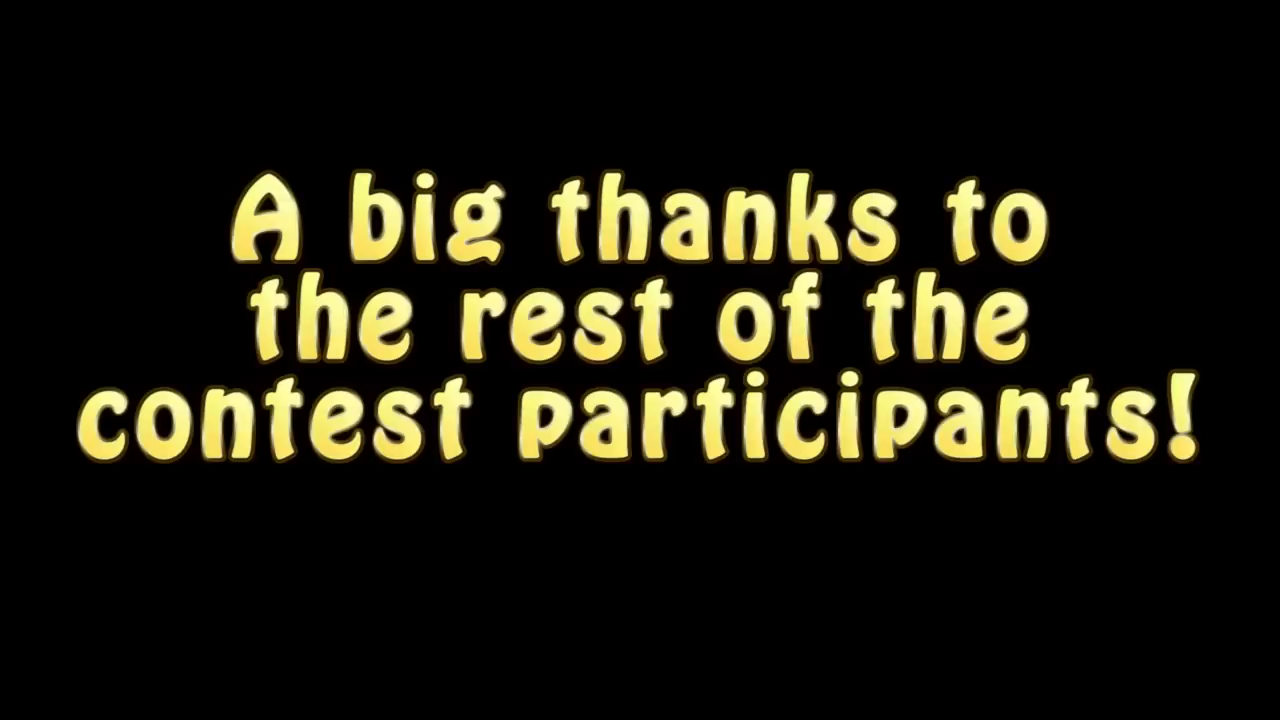 A big thanks to
the rest of the
contest participants!